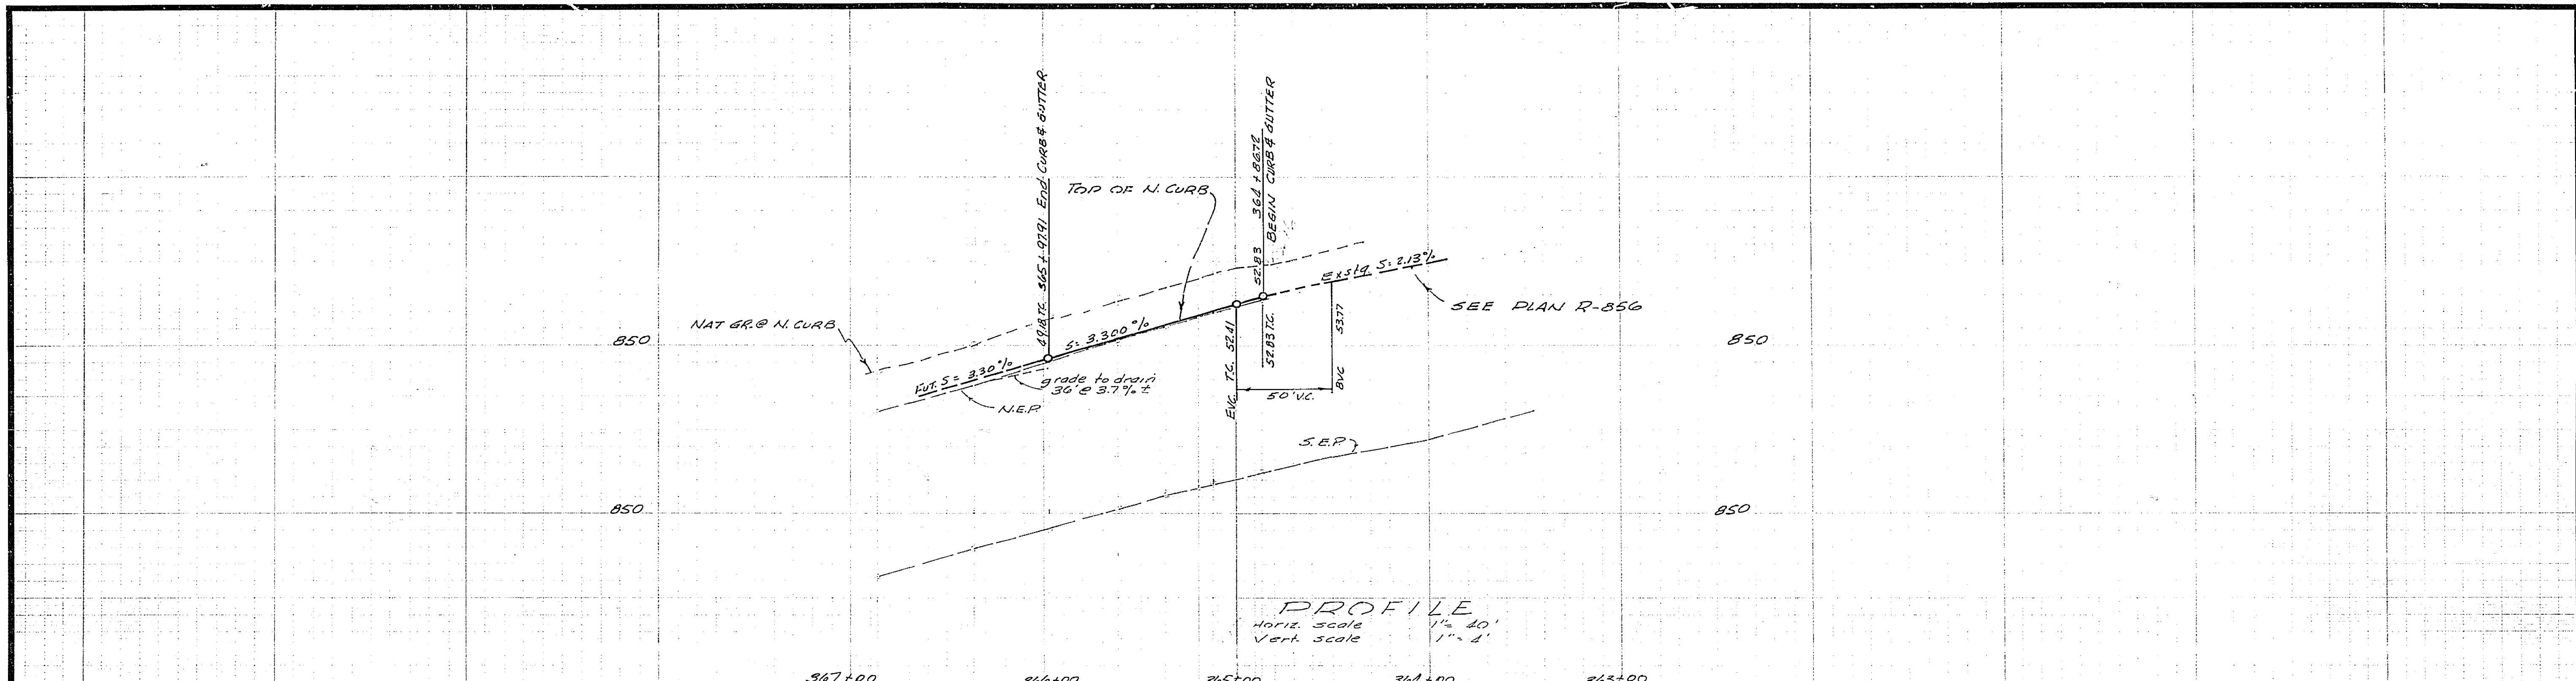 49.18 T.C. 365+97.91 End CURB & GUTTER
52.83 364+86.72
BEGIN CURB & GUTTER
TOP OF N. CURB
Exstg. S=2.13%
SEE PLAN R-856
NAT GR. @ N. CURB
850
850
S= 3.300%
FUT. S= 3.30%
grade to drain
36' @ 3.7% ±
N.E.P.
EVC T.C. 52.41
52.83 T.C.
BVC 53.77
50' V.C.
S.E.P.
850
850
PROFILE
Horiz. scale 1"= 40'
Vert. scale 1"= 4'
367+00 366+00 365+00 364+00 363+00